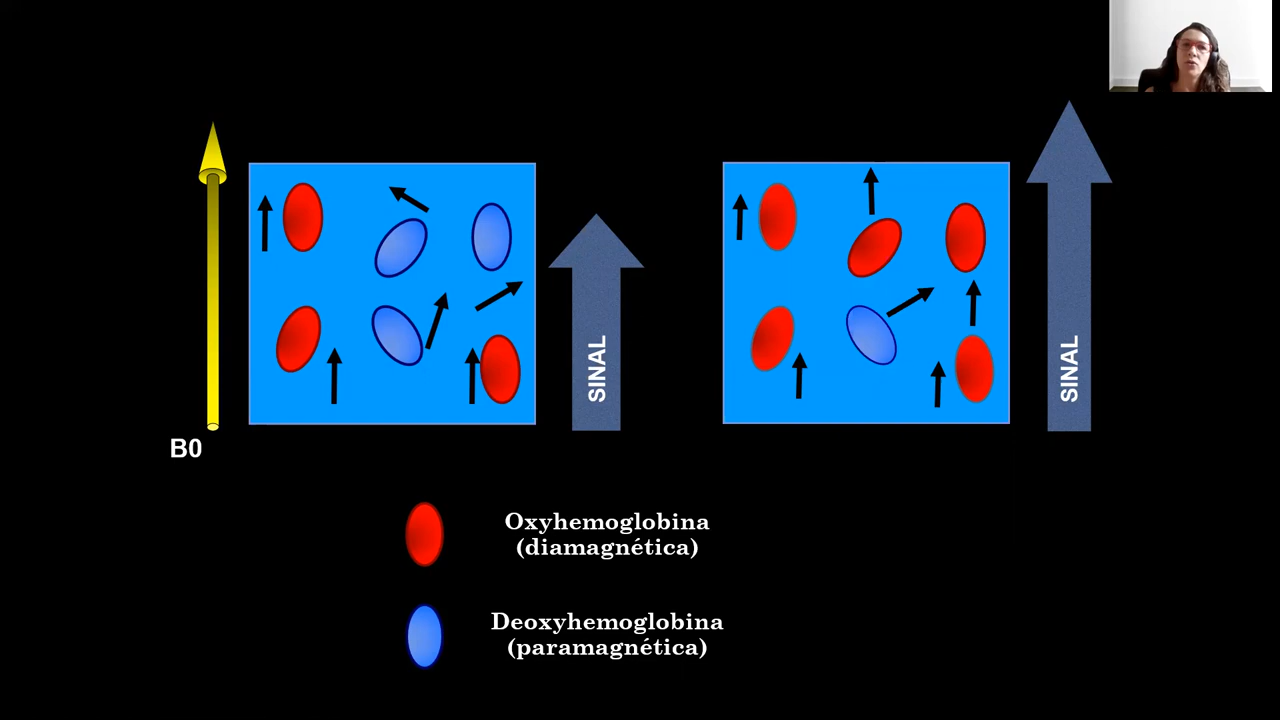 SINAL
SINAL
B0
Oxyhemoglobina
(diamagnética)
Deoxyhemoglobina
(paramagnética)